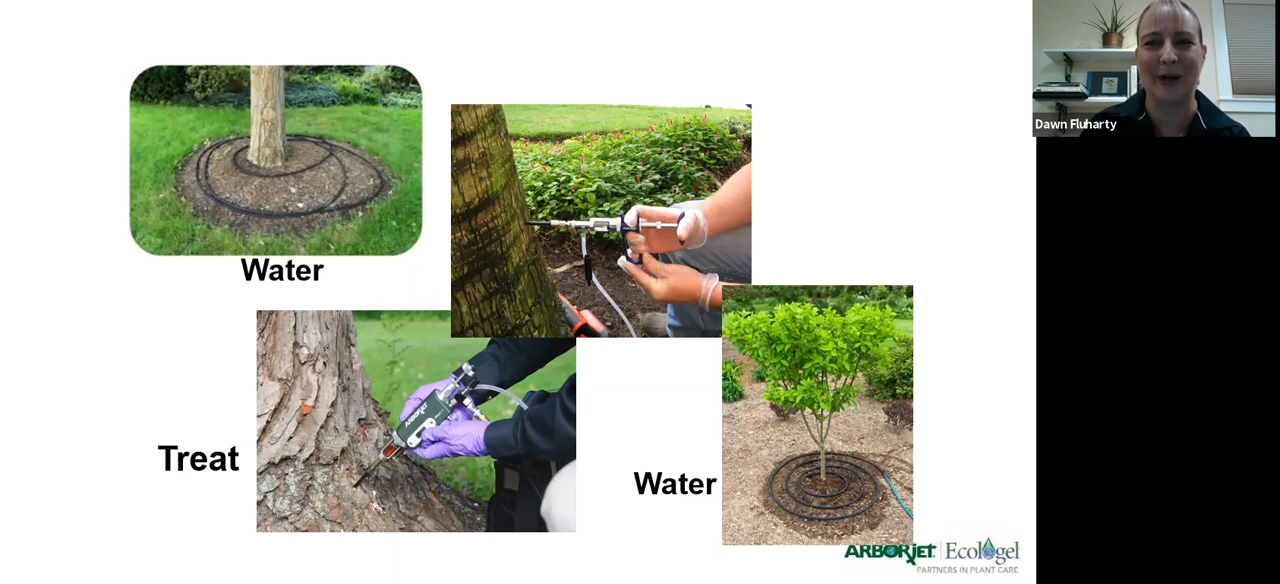 Dawn Fluharty
Water
ARBORJET
Treat
Water
ARBORJET | Ecologel
PARTNERS IN PLANT CARE